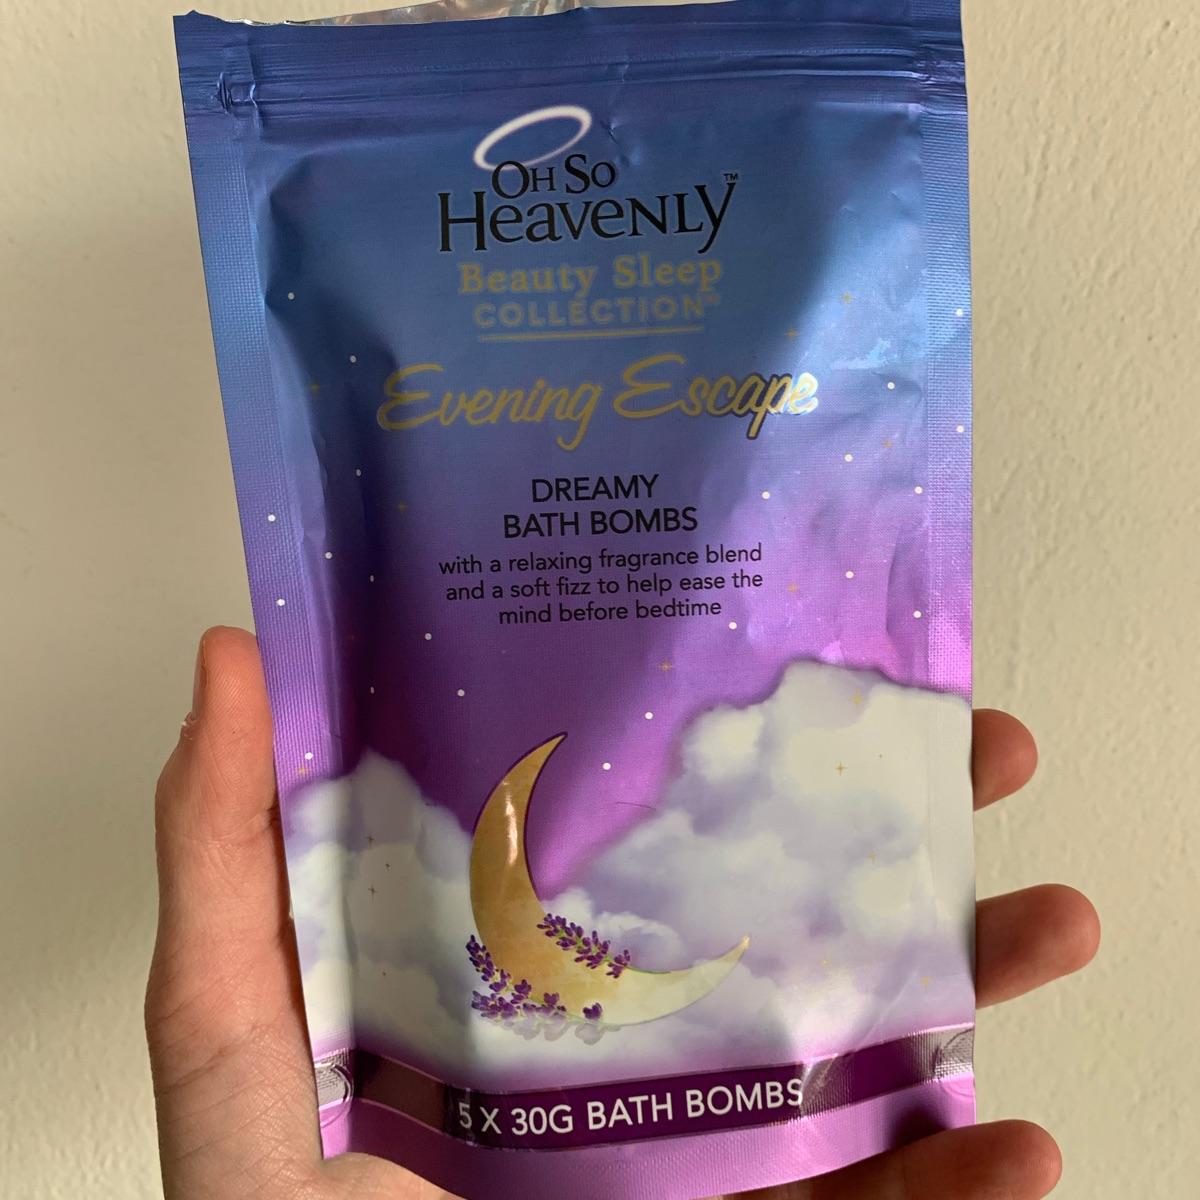 OH SO
HEAVENLY™
Beauty Sleep
COLLECTION™
Evening Escape
DREAMY
BATH BOMBS
with a relaxing fragrance blend
and a soft fizz to help ease the
mind before bedtime
5 X 30G BATH BOMBS